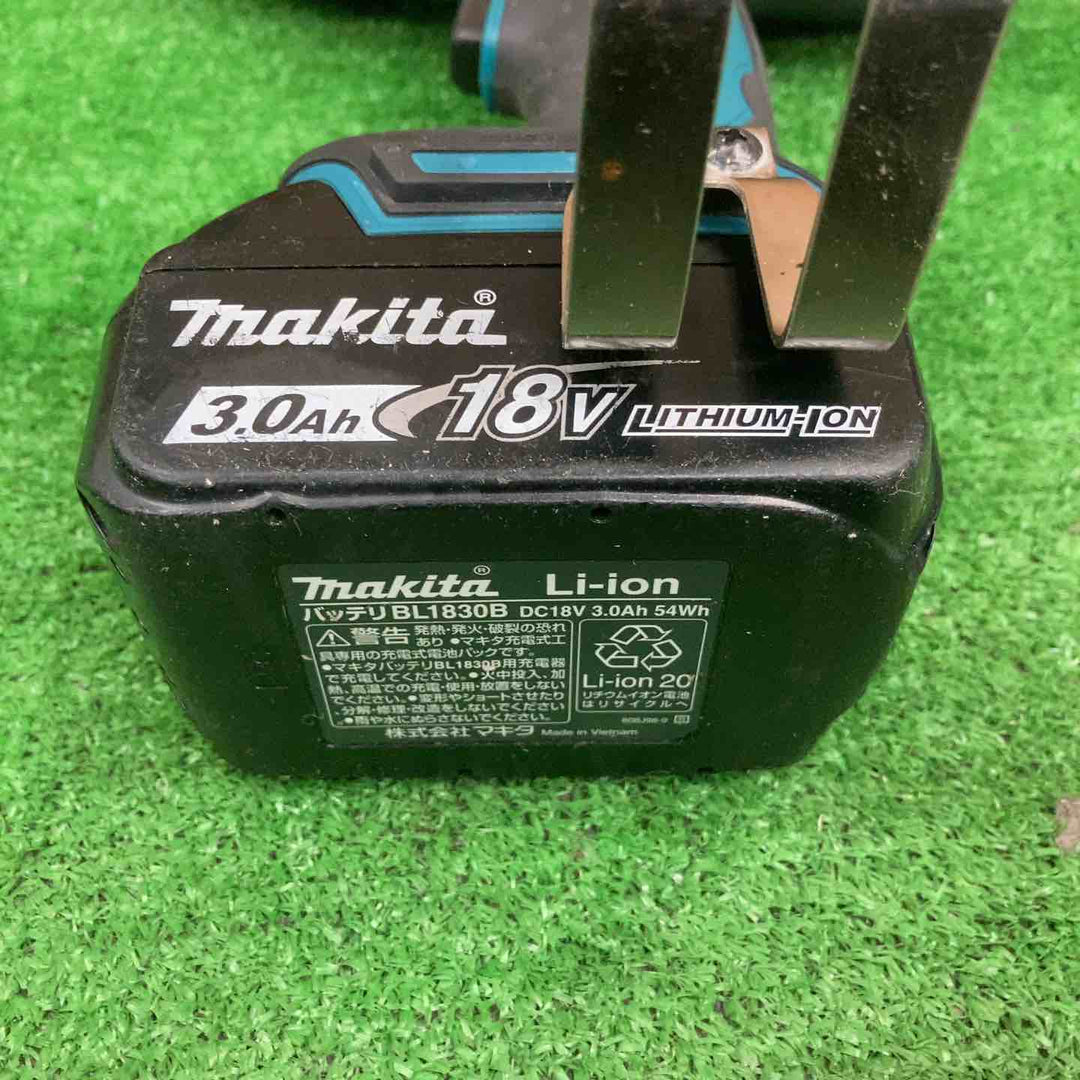 makita®
3.0Ah 18V LITHIUM-ION
makita® Li-ion
バッテリBL1830B DC18V 3.0Ah 54Wh
警告 発熱・発火・破裂の恐れ
あり ●マキタ充電式工
具専用の充電式電池パックです。
●マキタバッテリBL1830B用充電器
で充電してください。●火中投入、加
熱、高温での充電・使用・放置をしない
でください。●変形やショートさせたり
分解・修理・改造をしないでください。
●雨や水にぬらさないでください。
株式会社マキタ Made in Vietnam
Li-ion 20
リチウムイオン電池
はリサイクルへ